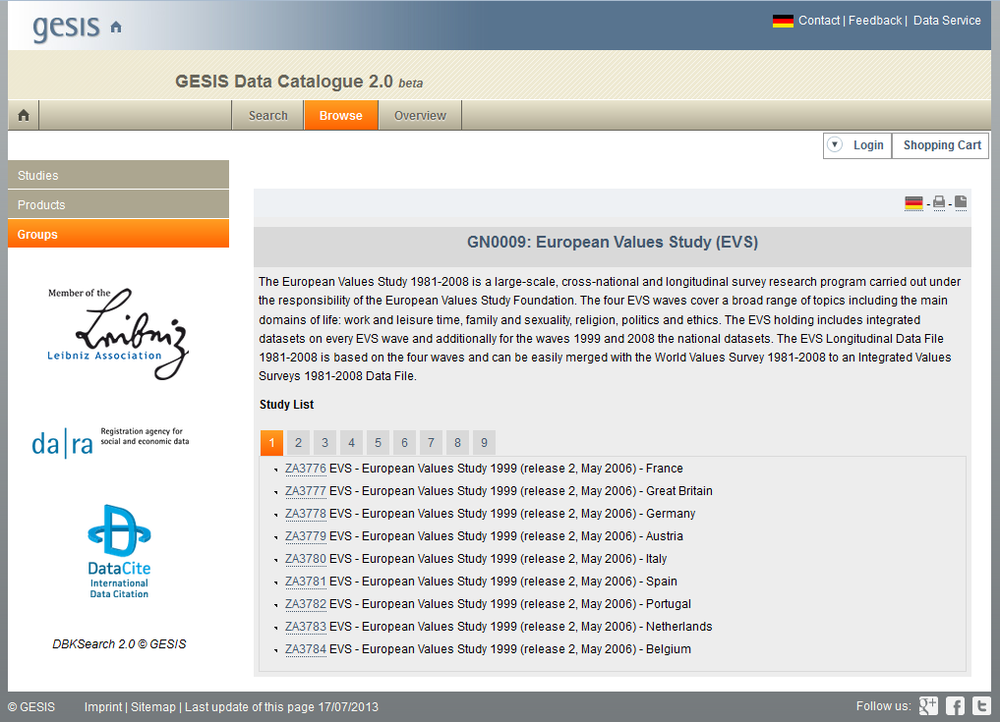 gesis
Contact | Feedback | Data Service
GESIS Data Catalogue 2.0 beta
Search
Browse
Overview
Login
Shopping Cart
Studies
Products
Groups
Member of the
Leibniz
Leibniz Association
da|ra
Registration agency for
social and economic data
DataCite
International
Data Citation
DBKSearch 2.0 © GESIS
- -
GN0009: European Values Study (EVS)
The European Values Study 1981-2008 is a large-scale, cross-national and longitudinal survey research program carried out under
the responsibility of the European Values Study Foundation. The four EVS waves cover a broad range of topics including the main
domains of life: work and leisure time, family and sexuality, religion, politics and ethics. The EVS holding includes integrated
datasets on every EVS wave and additionally for the waves 1999 and 2008 the national datasets. The EVS Longitudinal Data File
1981-2008 is based on the four waves and can be easily merged with the World Values Survey 1981-2008 to an Integrated Values
Surveys 1981-2008 Data File.
Study List
1 2 3 4 5 6 7 8 9
ZA3776 EVS - European Values Study 1999 (release 2, May 2006) - France
ZA3777 EVS - European Values Study 1999 (release 2, May 2006) - Great Britain
ZA3778 EVS - European Values Study 1999 (release 2, May 2006) - Germany
ZA3779 EVS - European Values Study 1999 (release 2, May 2006) - Austria
ZA3780 EVS - European Values Study 1999 (release 2, May 2006) - Italy
ZA3781 EVS - European Values Study 1999 (release 2, May 2006) - Spain
ZA3782 EVS - European Values Study 1999 (release 2, May 2006) - Portugal
ZA3783 EVS - European Values Study 1999 (release 2, May 2006) - Netherlands
ZA3784 EVS - European Values Study 1999 (release 2, May 2006) - Belgium
© GESIS Imprint | Sitemap | Last update of this page 17/07/2013
Follow us: g+ f t